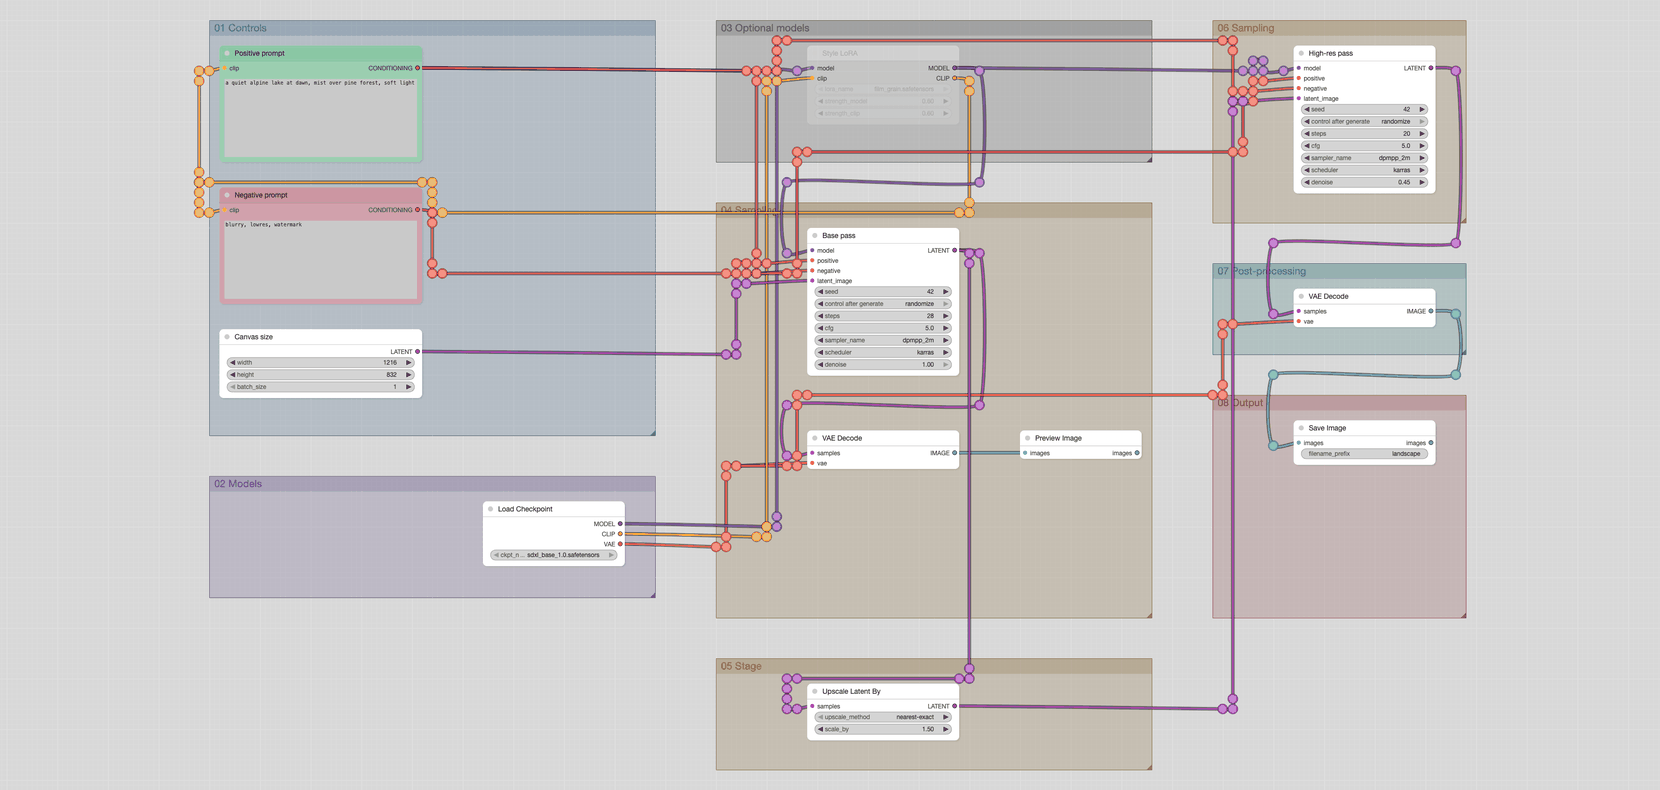 01 Controls
Positive prompt
clip
CONDITIONING
a quiet alpine lake at dawn, mist over pine forest, soft light
Negative prompt
clip
CONDITIONING
blurry, lowres, watermark
Canvas size
LATENT
width 1216
height 832
batch_size 1
02 Models
Load Checkpoint
MODEL
CLIP
VAE
ckpt_n... sdxl_base_1.0.safetensors
03 Optional models
Style LoRA
model MODEL
clip CLIP
strength_model
strength_clip
04 Sampling
Base pass
model LATENT
positive
negative
latent_image
seed 42
control after generate randomize
steps 28
cfg 5.0
sampler_name dpmpp_2m
scheduler karras
denoise 1.00
VAE Decode
samples IMAGE
vae
Preview Image
images images
05 Stage
Upscale Latent By
samples LATENT
upscale_method nearest-exact
scale_by 1.50
06 Sampling
High-res pass
model LATENT
positive
negative
latent_image
seed 42
control after generate randomize
steps 20
cfg 5.0
sampler_name dpmpp_2m
scheduler karras
denoise 0.45
07 Post-processing
VAE Decode
samples IMAGE
vae
08 Output
Save Image
images images
filename_prefix landscape